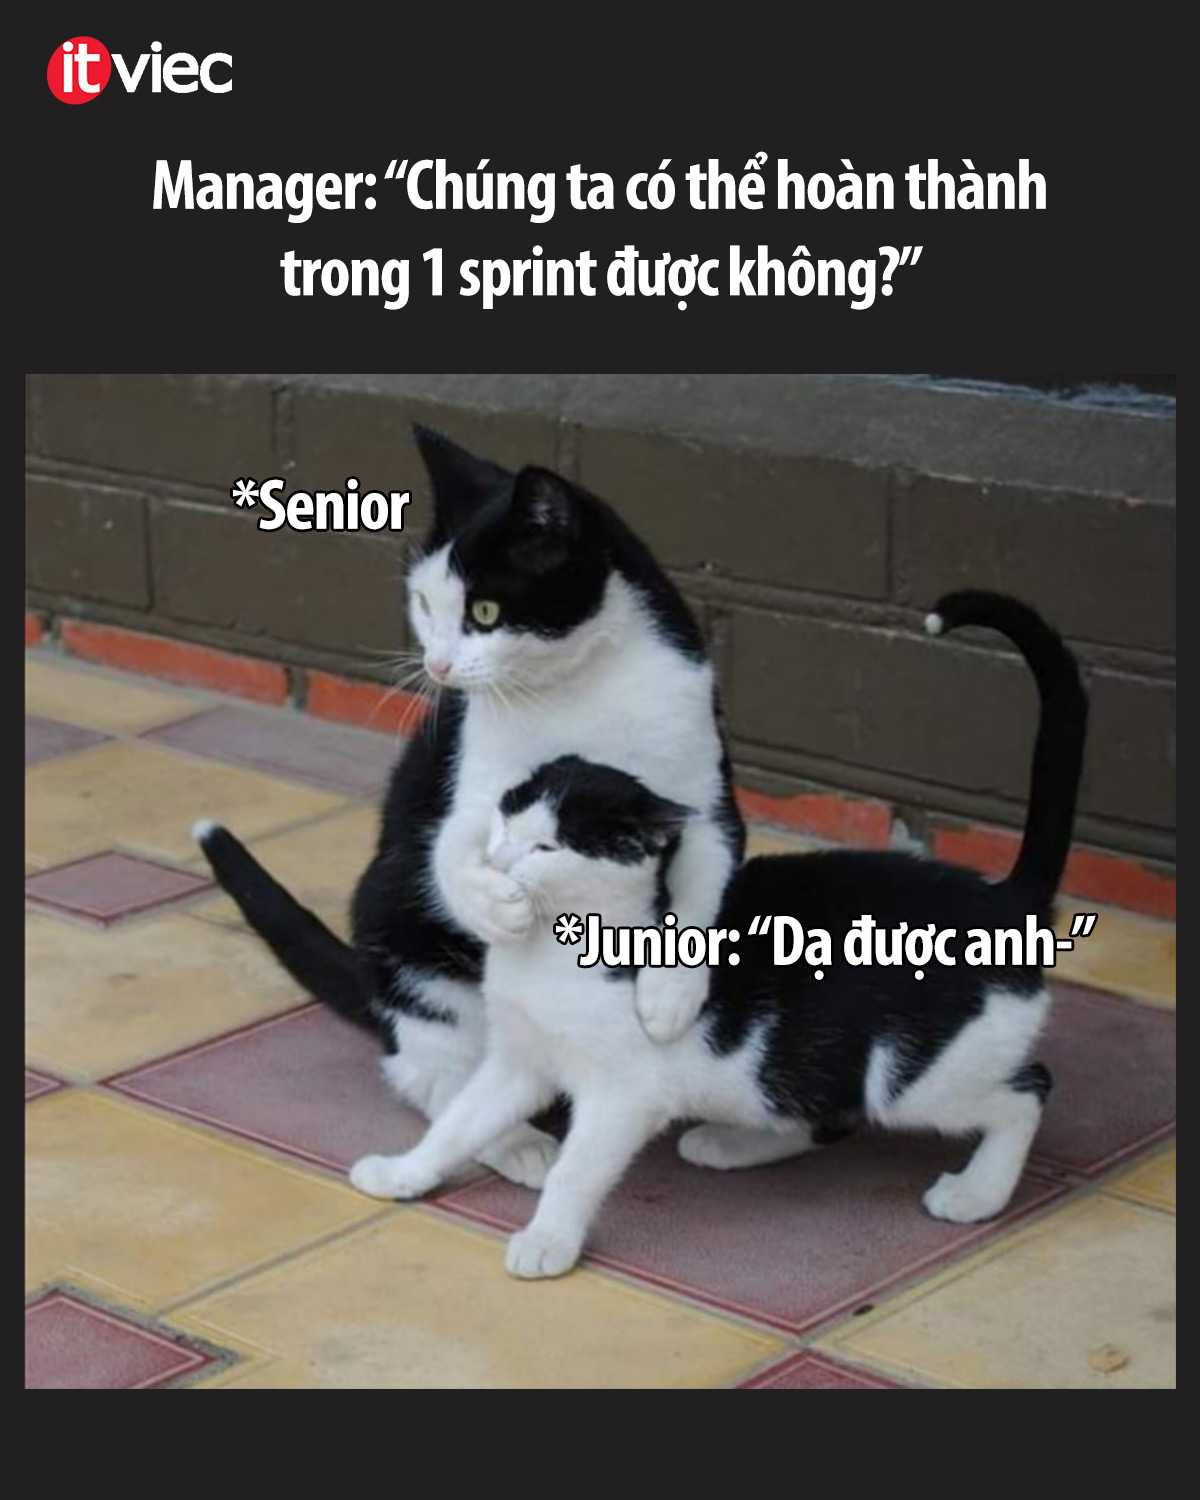 itviec
Manager: “Chúng ta có thể hoàn thành
trong 1 sprint được không?”
*Senior
*Junior: “Dạ được anh-”